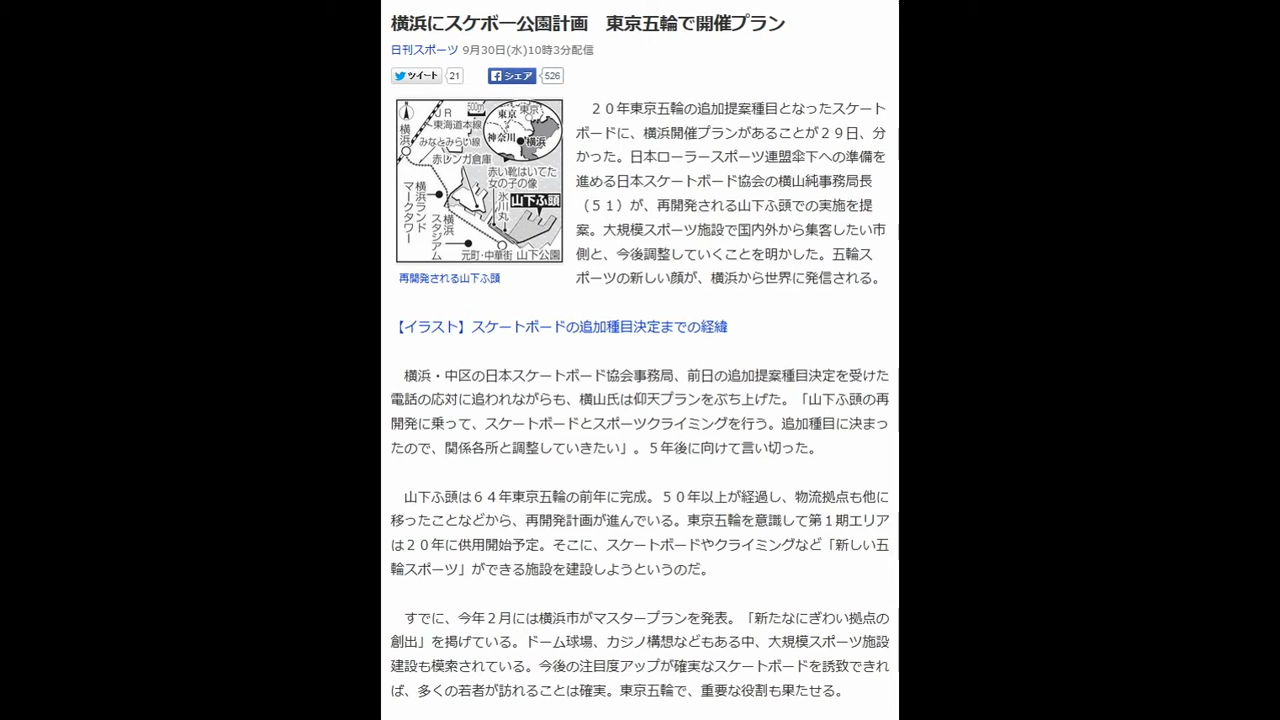 横浜にスケボー公園計画　東京五輪で開催プラン
日刊スポーツ 9月30日(水)10時3分配信
ツイート 21 シェア 526
500m
JR
東海道本線
横浜
みなとみらい線
赤レンガ倉庫
東京
東京
神奈川
横浜
赤い靴はいてた
女の子の像
横浜ランド
マークタワー
氷川丸
山下ふ頭
横浜
スタジアム
元町・中華街
山下公園
再開発される山下ふ頭
　２０年東京五輪の追加提案種目となったスケート
ボードに、横浜開催プランがあることが２９日、分
かった。日本ローラースポーツ連盟傘下への準備を
進める日本スケートボード協会の横山純事務局長
（５１）が、再開発される山下ふ頭での実施を提
案。大規模スポーツ施設で国内外から集客したい市
側と、今後調整していくことを明かした。五輪ス
ポーツの新しい顔が、横浜から世界に発信される。
【イラスト】スケートボードの追加種目決定までの経緯
　横浜・中区の日本スケートボード協会事務局、前日の追加提案種目決定を受けた
電話の応対に追われながらも、横山氏は仰天プランをぶち上げた。「山下ふ頭の再
開発に乗って、スケートボードとスポーツクライミングを行う。追加種目に決まっ
たので、関係各所と調整していきたい」。５年後に向けて言い切った。
　山下ふ頭は６４年東京五輪の前年に完成。５０年以上が経過し、物流拠点も他に
移ったことなどから、再開発計画が進んでいる。東京五輪を意識して第１期エリア
は２０年に供用開始予定。そこに、スケートボードやクライミングなど「新しい五
輪スポーツ」ができる施設を建設しようというのだ。
　すでに、今年２月には横浜市がマスタープランを発表。「新たなにぎわい拠点の
創出」を掲げている。ドーム球場、カジノ構想などもある中、大規模スポーツ施設
建設も模索されている。今後の注目度アップが確実なスケートボードを誘致できれ
ば、多くの若者が訪れることは確実。東京五輪で、重要な役割も果たせる。